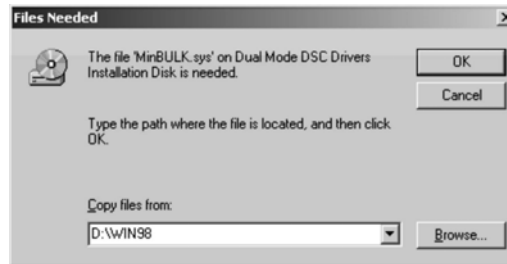 Files Needed
The file 'MinBULK.sys' on Dual Mode DSC Drivers
Installation Disk is needed.
OK
Cancel
Type the path where the file is located, and then click
OK.
Copy files from:
D:\WIN98
Browse...